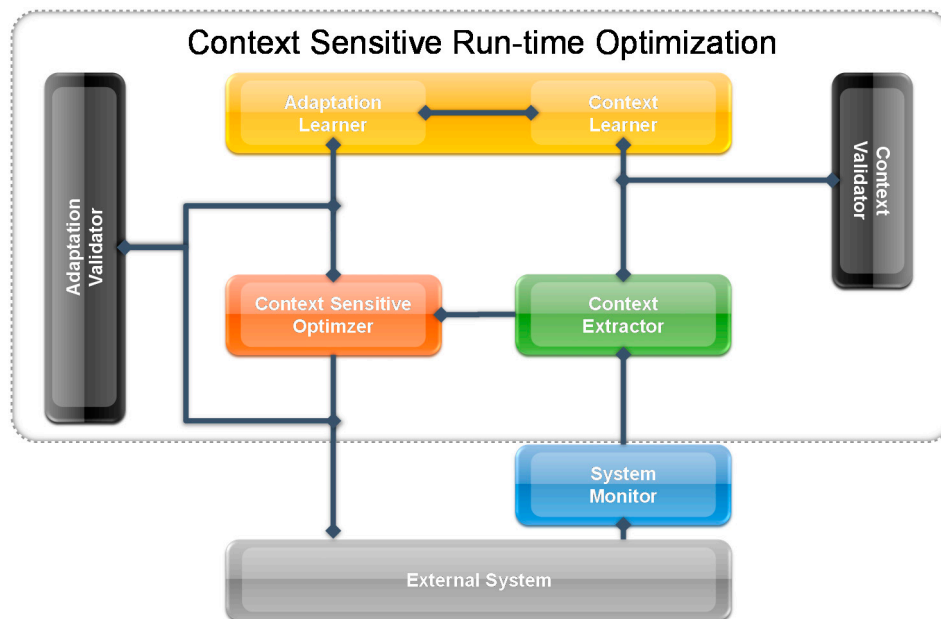 Context Sensitive Run-time Optimization
Adaptation
Learner
Context
Learner
Adaptation
Validator
Context
Validator
Context Sensitive
Optimzer
Context
Extractor
System
Monitor
External System